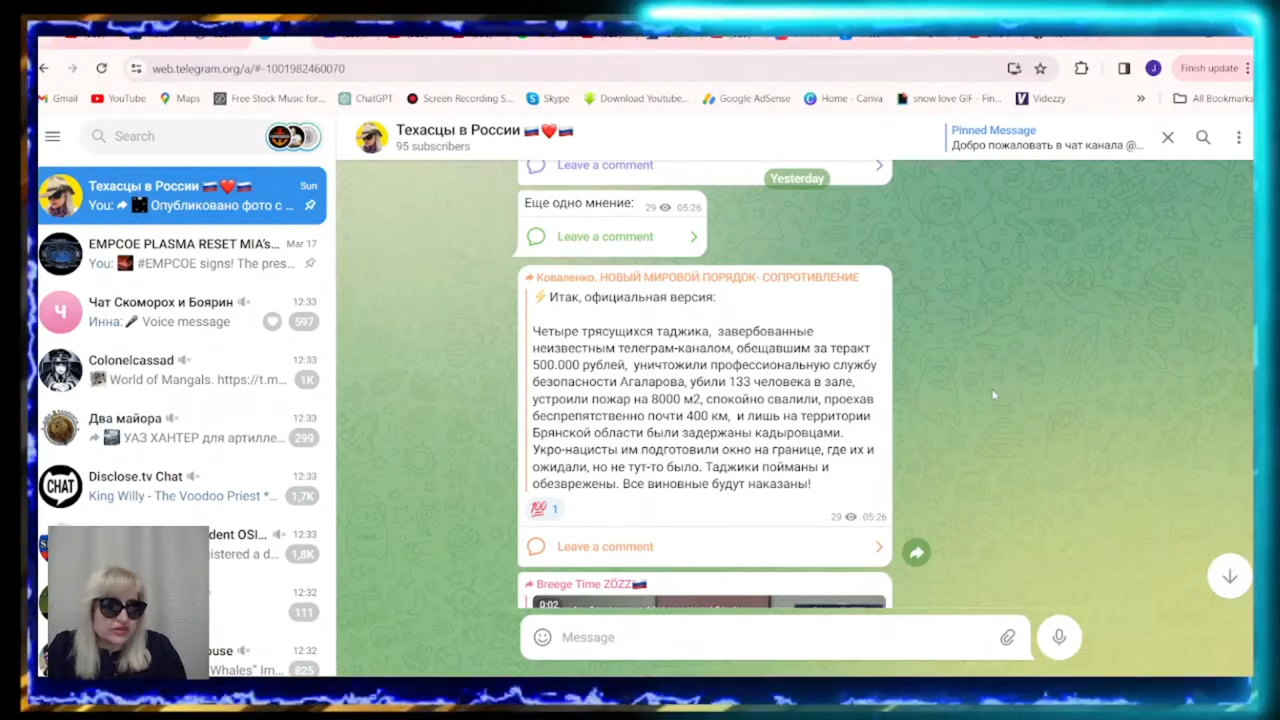 web.telegram.org/a/#-1001982460070
Finish update
Gmail
YouTube
Maps
Free Stock Music for...
ChatGPT
Screen Recording S...
Skype
Download Youtube...
Google AdSense
Home - Canva
snow love GIF - Fin...
Videzzy
»
All Bookmarks
Search
Техасцы в России 🇷🇺❤️🇷🇺
95 subscribers
Pinned Message
Добро пожаловать в чат канала @...
Техасцы в России 🇷🇺❤️🇷🇺 Sun
You: Опубликовано фото с ...
EMPCOE PLASMA RESET MIA's... Mar 17
You: #EMPCOE signs! The pres...
Ч
Чат Скоморох и Боярин 12:33
Инна: 🎤 Voice message 597
Colonelcassad 12:33
World of Mangals. https://t.m... 1K
Два майора 12:33
УАЗ ХАНТЕР для артилле... 299
CHAT
Disclose.tv Chat 12:33
King Willy - The Voodoo Priest *... 1,7K
dent OSI... 12:33
istered a d... 1,8K
12:32
111
ouse 12:32
Whales" Im... 825
Leave a comment
Yesterday
Еще одно мнение: 29 05:26
Leave a comment
Коваленко. НОВЫЙ МИРОВОЙ ПОРЯДОК- СОПРОТИВЛЕНИЕ
⚡Итак, официальная версия:
Четыре трясущихся таджика, завербованные
неизвестным телеграм-каналом, обещавшим за теракт
500.000 рублей, уничтожили профессиональную службу
безопасности Агаларова, убили 133 человека в зале,
устроили пожар на 8000 м2, спокойно свалили, проехав
беспрепятственно почти 400 км, и лишь на территории
Брянской области были задержаны кадыровцами.
Укро-нацисты им подготовили окно на границе, где их и
ожидали, но не тут-то было. Таджики пойманы и
обезврежены. Все виновные будут наказаны!
💯 1
29 05:26
Leave a comment
Breege Time ZÖZZ🇷🇺
0:02
Message